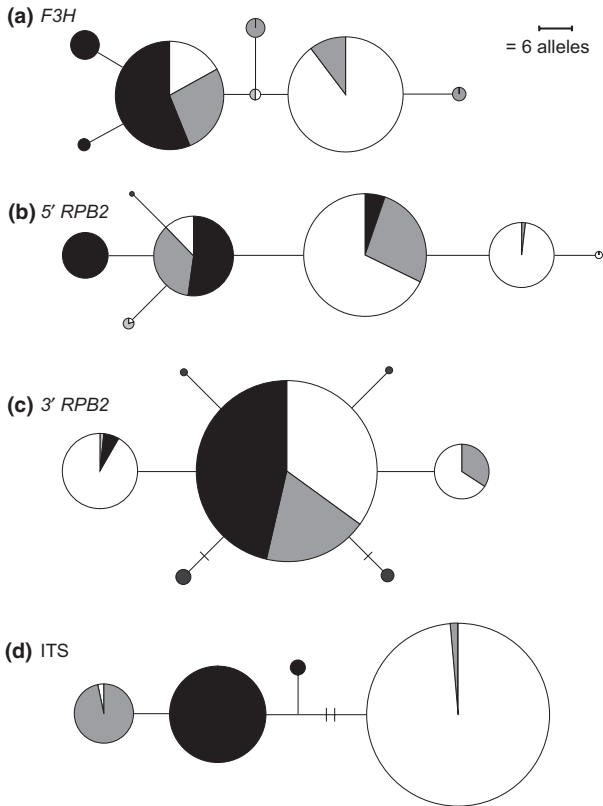 (a) F3H
= 6 alleles
(b) 5′ RPB2
(c) 3′ RPB2
(d) ITS